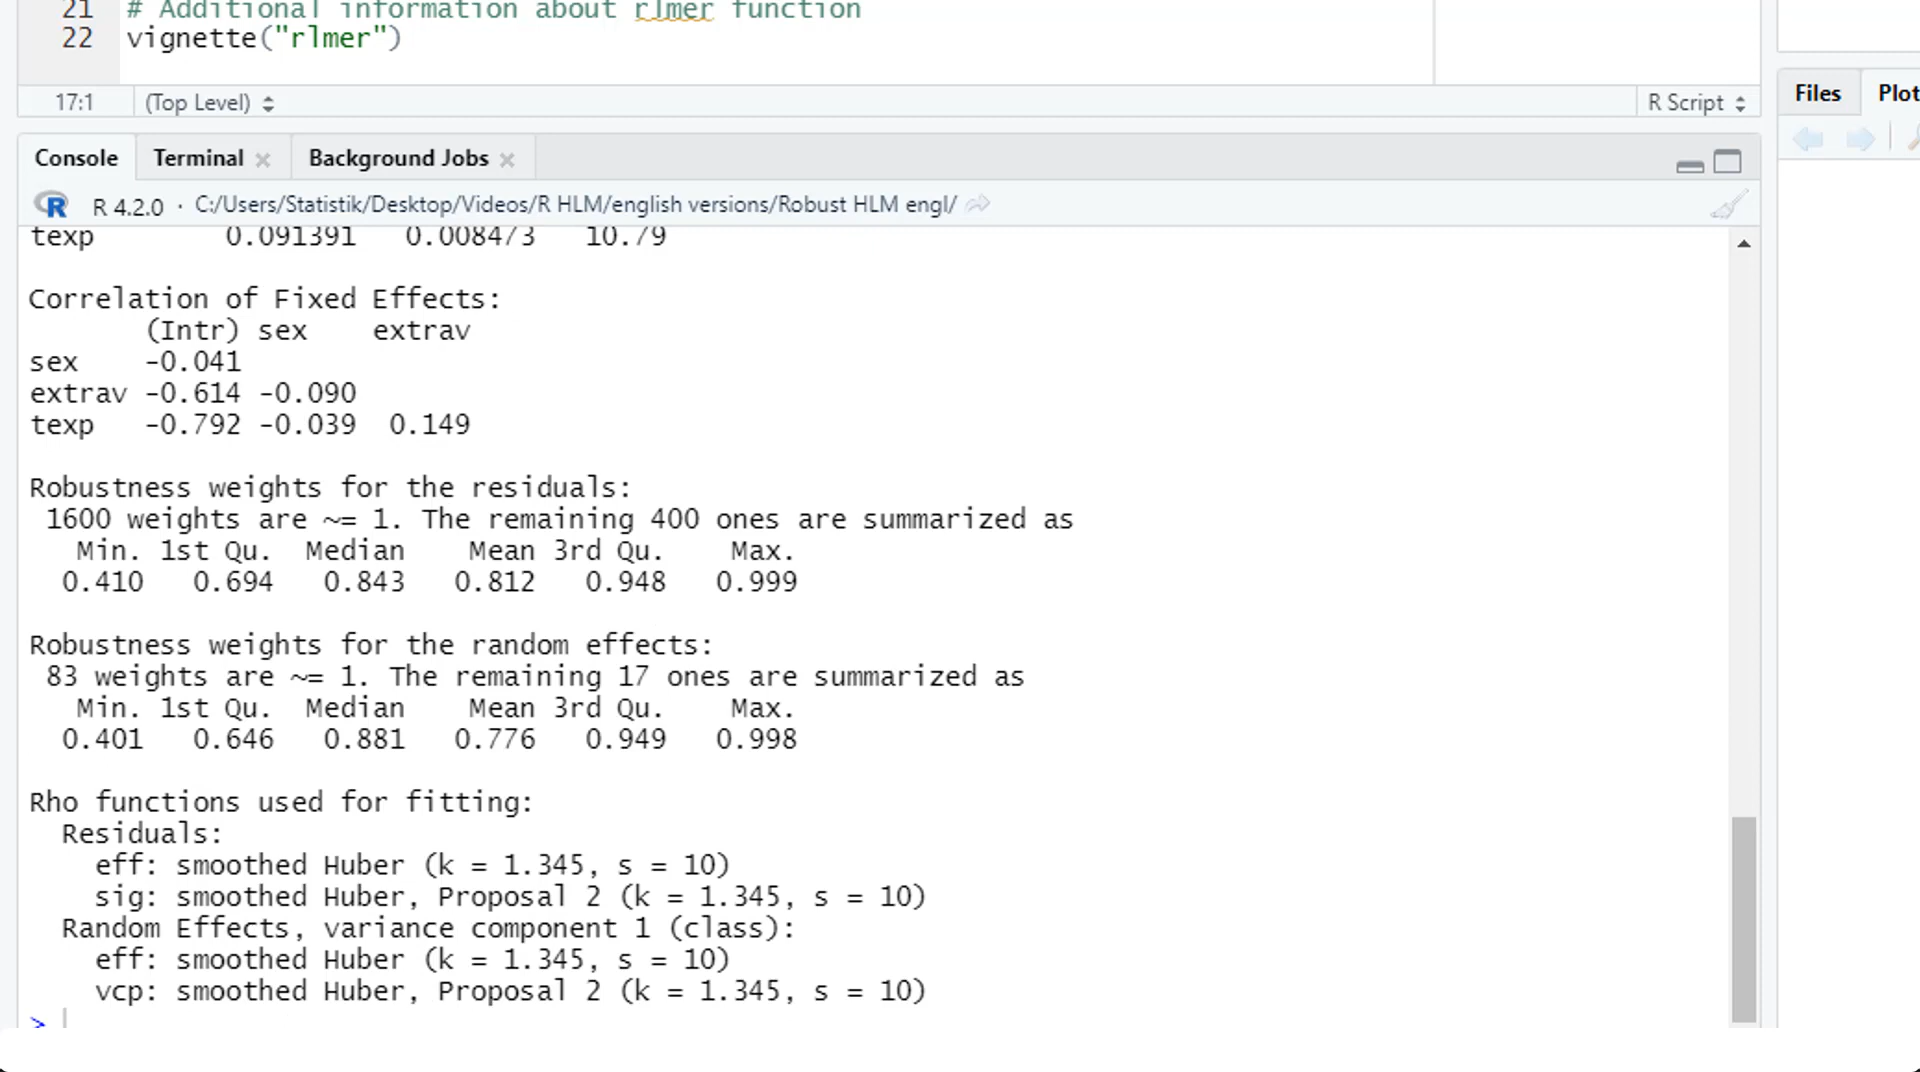 21 # Additional information about rlmer function
22 vignette("rlmer")
17:1 (Top Level) R Script
Files Plot
Console Terminal Background Jobs
R 4.2.0 · C:/Users/Statistik/Desktop/Videos/R HLM/english versions/Robust HLM engl/
texp 0.091391 0.008473 10.79
Correlation of Fixed Effects:
(Intr) sex extrav
sex -0.041
extrav -0.614 -0.090
texp -0.792 -0.039 0.149
Robustness weights for the residuals:
1600 weights are ~= 1. The remaining 400 ones are summarized as
Min. 1st Qu. Median Mean 3rd Qu. Max.
0.410 0.694 0.843 0.812 0.948 0.999
Robustness weights for the random effects:
83 weights are ~= 1. The remaining 17 ones are summarized as
Min. 1st Qu. Median Mean 3rd Qu. Max.
0.401 0.646 0.881 0.776 0.949 0.998
Rho functions used for fitting:
Residuals:
eff: smoothed Huber (k = 1.345, s = 10)
sig: smoothed Huber, Proposal 2 (k = 1.345, s = 10)
Random Effects, variance component 1 (class):
eff: smoothed Huber (k = 1.345, s = 10)
vcp: smoothed Huber, Proposal 2 (k = 1.345, s = 10)
>